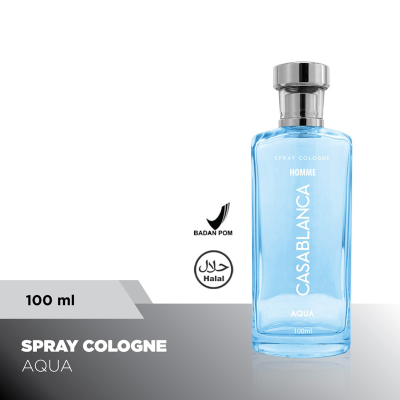 SPRAY COLOGNE
HOMME
CASABLANCA
AQUA
100ml
BADAN POM
حلال
Halal
100 ml
SPRAY COLOGNE
AQUA